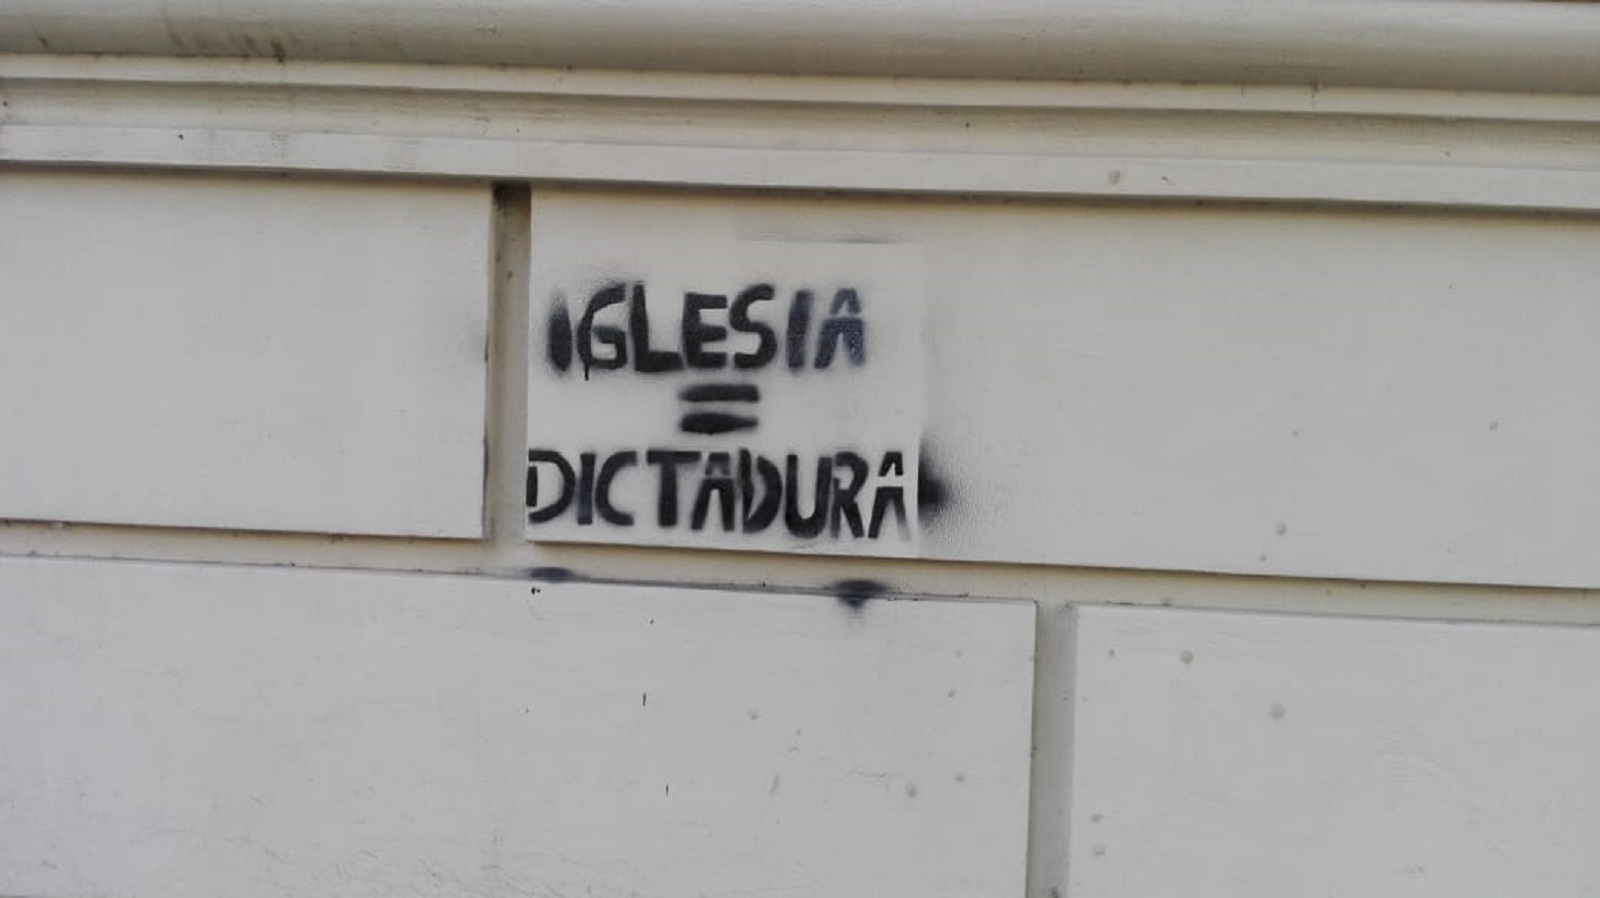 IGLESIA
=
DICTADURA